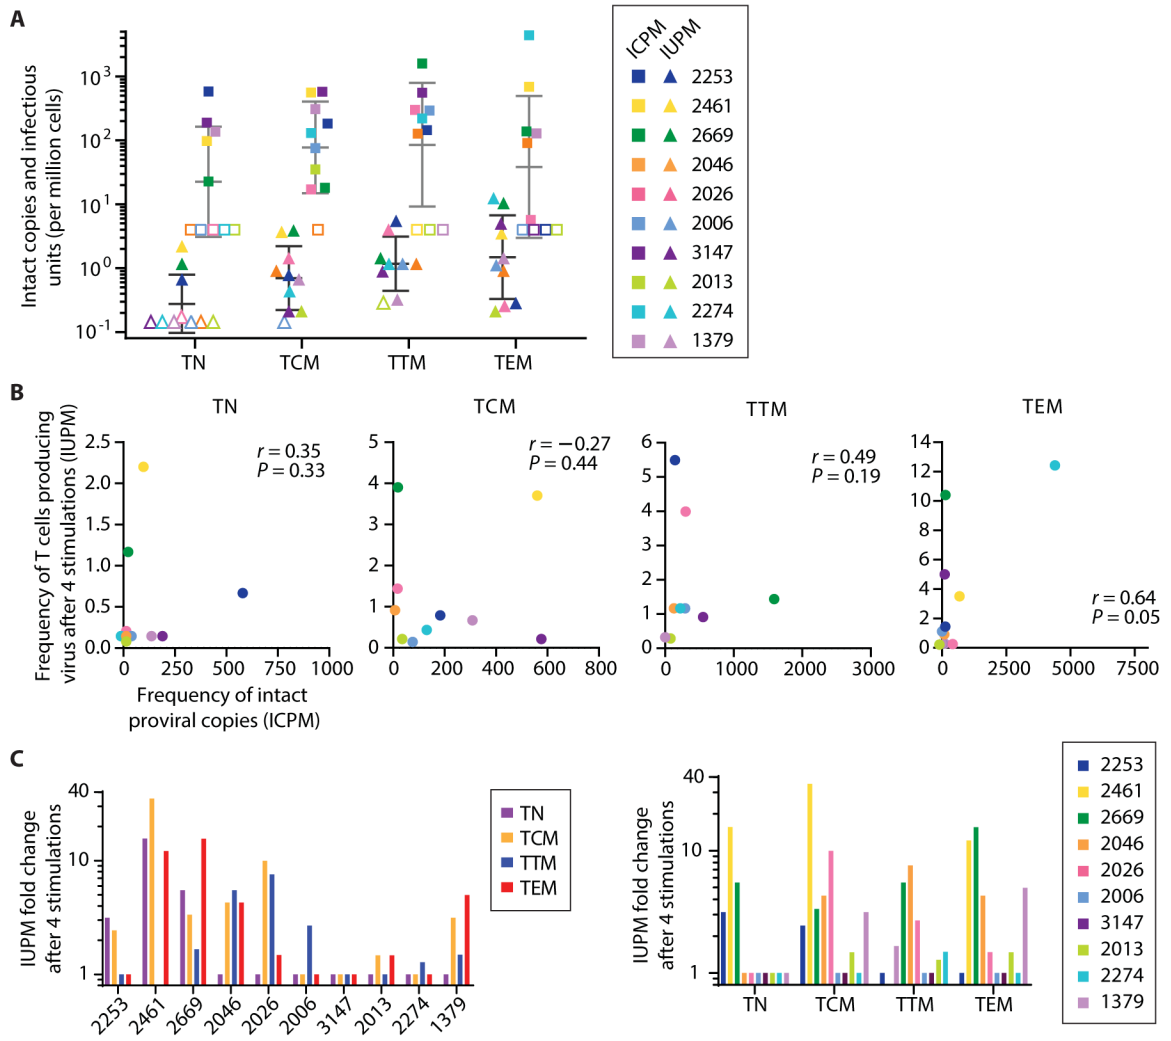 A
Intact copies and infectious
units (per million cells)
10³
10²
10¹
10⁰
10⁻¹
TN
TCM
TTM
TEM
ICPM
IUPM
2253
2461
2669
2046
2026
2006
3147
2013
2274
1379
B
Frequency of T cells producing
virus after 4 stimulations (IUPM)
TN
2.5
2.0
1.5
1.0
0.5
0.0
0
250
500
750
1000
r = 0.35
P = 0.33
Frequency of intact
proviral copies (ICPM)
TCM
5
4
3
2
1
0
0
200
400
600
800
r = −0.27
P = 0.44
TTM
6
5
4
3
2
1
0
0
1000
2000
3000
r = 0.49
P = 0.19
TEM
14
12
10
8
6
4
2
0
0
2500
5000
7500
r = 0.64
P = 0.05
C
IUPM fold change
after 4 stimulations
40
10
1
2253
2461
2669
2046
2026
2006
3147
2013
2274
1379
TN
TCM
TTM
TEM
IUPM fold change
after 4 stimulations
40
10
1
TN
TCM
TTM
TEM
2253
2461
2669
2046
2026
2006
3147
2013
2274
1379